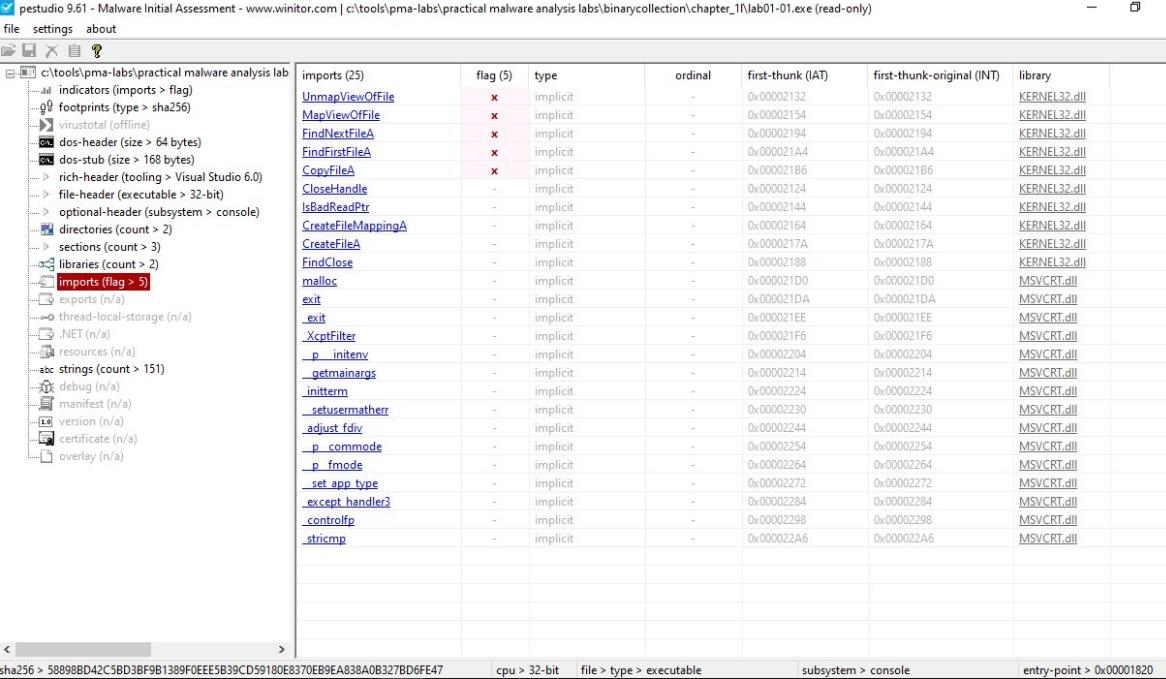 pestudio 9.61 - Malware Initial Assessment - www.winitor.com | c:\tools\pma-labs\practical malware analysis labs\binarycollection\chapter_1l\lab01-01.exe (read-only)
file settings about
c:\tools\pma-labs\practical malware analysis lab
indicators (imports > flag)
footprints (type > sha256)
virustotal (offline)
dos-header (size > 64 bytes)
dos-stub (size > 168 bytes)
rich-header (tooling > Visual Studio 6.0)
file-header (executable > 32-bit)
optional-header (subsystem > console)
directories (count > 2)
sections (count > 3)
libraries (count > 2)
imports (flag > 5)
exports (n/a)
thread-local-storage (n/a)
.NET (n/a)
resources (n/a)
abc strings (count > 151)
debug (n/a)
manifest (n/a)
1.0 version (n/a)
certificate (n/a)
overlay (n/a)
imports (25) flag (5) type ordinal first-thunk (IAT) first-thunk-original (INT) library
UnmapViewOfFile x implicit - 0x00002132 0x00002132 KERNEL32.dll
MapViewOfFile x implicit - 0x00002154 0x00002154 KERNEL32.dll
FindNextFileA x implicit - 0x00002194 0x00002194 KERNEL32.dll
FindFirstFileA x implicit - 0x000021A4 0x000021A4 KERNEL32.dll
CopyFileA x implicit - 0x000021B6 0x000021B6 KERNEL32.dll
CloseHandle - implicit - 0x00002124 0x00002124 KERNEL32.dll
IsBadReadPtr - implicit - 0x00002144 0x00002144 KERNEL32.dll
CreateFileMappingA - implicit - 0x00002164 0x00002164 KERNEL32.dll
CreateFileA - implicit - 0x0000217A 0x0000217A KERNEL32.dll
FindClose - implicit - 0x00002188 0x00002188 KERNEL32.dll
malloc - implicit - 0x000021D0 0x000021D0 MSVCRT.dll
exit - implicit - 0x000021DA 0x000021DA MSVCRT.dll
_exit - implicit - 0x000021EE 0x000021EE MSVCRT.dll
_XcptFilter - implicit - 0x000021F6 0x000021F6 MSVCRT.dll
__p___initenv - implicit - 0x00002204 0x00002204 MSVCRT.dll
__getmainargs - implicit - 0x00002214 0x00002214 MSVCRT.dll
_initterm - implicit - 0x00002224 0x00002224 MSVCRT.dll
__setusermatherr - implicit - 0x00002230 0x00002230 MSVCRT.dll
_adjust_fdiv - implicit - 0x00002244 0x00002244 MSVCRT.dll
__p__commode - implicit - 0x00002254 0x00002254 MSVCRT.dll
__p__fmode - implicit - 0x00002264 0x00002264 MSVCRT.dll
__set_app_type - implicit - 0x00002272 0x00002272 MSVCRT.dll
_except_handler3 - implicit - 0x00002284 0x00002284 MSVCRT.dll
_controlfp - implicit - 0x00002298 0x00002298 MSVCRT.dll
_stricmp - implicit - 0x000022A6 0x000022A6 MSVCRT.dll
sha256 > 58898BD42C5BD3BF9B1389F0EEE5B39CD59180E8370EB9EA838A0B327BD6FE47 cpu > 32-bit file > type > executable subsystem > console entry-point > 0x00001820